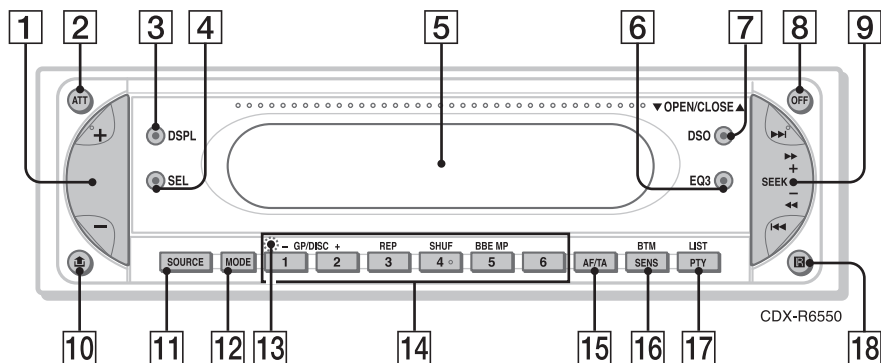 1 2 3 4 5 6 7 8 9
ATT OFF
▼OPEN/CLOSE▲
+ DSPL DSO ▶▶I
▶▶
+
SEL EQ3 SEEK
−
◀◀
− I◀◀
− GP/DISC + REP SHUF BBE MP BTM LIST
SOURCE MODE 1 2 3 4 5 6 AF/TA SENS PTY R
CDX-R6550
10 11 12 13 14 15 16 17 18